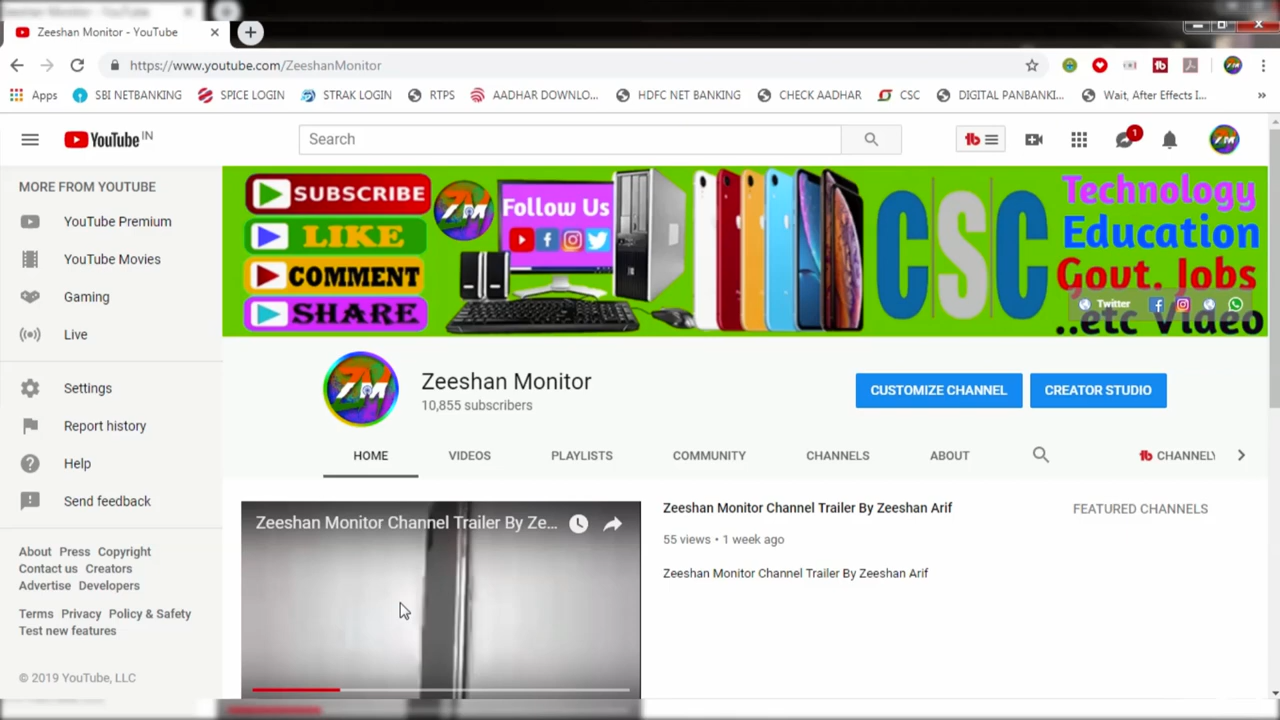 Zeeshan Monitor - YouTube
https://www.youtube.com/ZeeshanMonitor
Apps SBI NETBANKING SPICE LOGIN STRAK LOGIN RTPS AADHAR DOWNLO... HDFC NET BANKING CHECK AADHAR CSC DIGITAL PANBANKI... Wait, After Effects I... »
YouTube IN
Search
1
MORE FROM YOUTUBE
YouTube Premium
YouTube Movies
Gaming
Live
Settings
Report history
Help
Send feedback
About Press Copyright
Contact us Creators
Advertise Developers
Terms Privacy Policy & Safety
Test new features
© 2019 YouTube, LLC
SUBSCRIBE
LIKE
COMMENT
SHARE
ZM
Follow Us
CSC
Technology
Education
Govt. Jobs
..etc Video
Twitter
ZM
Zeeshan Monitor
10,855 subscribers
CUSTOMIZE CHANNEL
CREATOR STUDIO
HOME VIDEOS PLAYLISTS COMMUNITY CHANNELS ABOUT
Zeeshan Monitor Channel Trailer By Ze...
Zeeshan Monitor Channel Trailer By Zeeshan Arif
55 views • 1 week ago
Zeeshan Monitor Channel Trailer By Zeeshan Arif
FEATURED CHANNELS